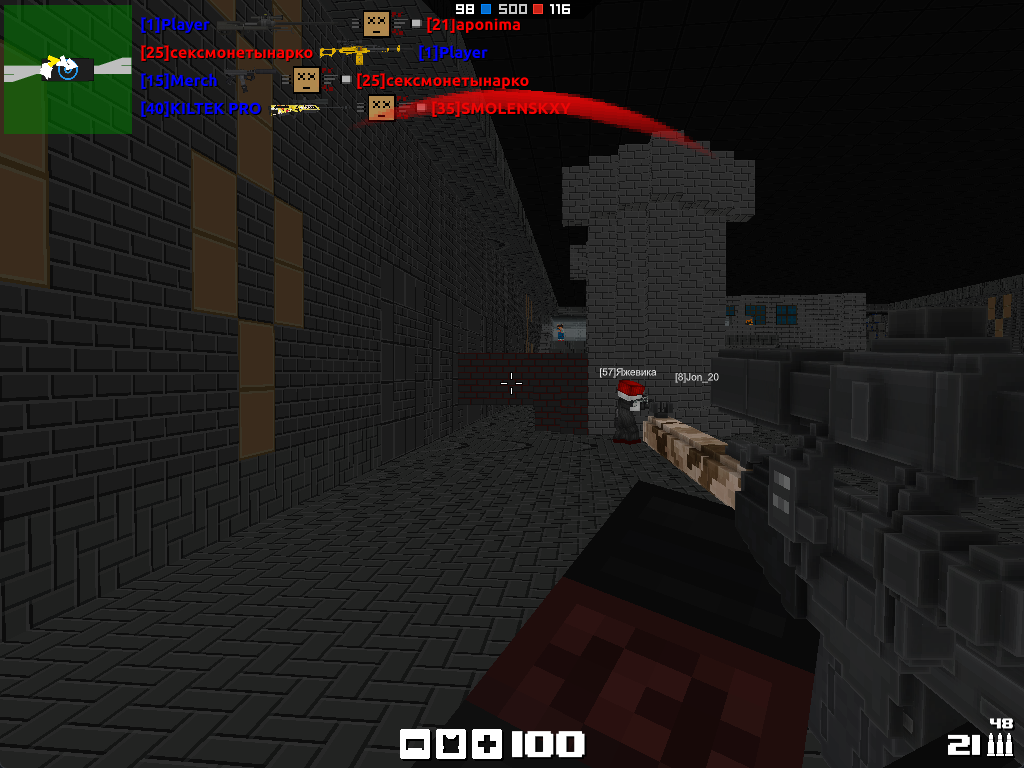 98 500 116
[1]Player [21]aponima
[25]сексмонетынарко [1]Player
[15]Merch [25]сексмонетынарко
[40]KILTEK PRO [35]SMOLENSKXY
[57]Яжевика
[8]Jon_20
100
48
21